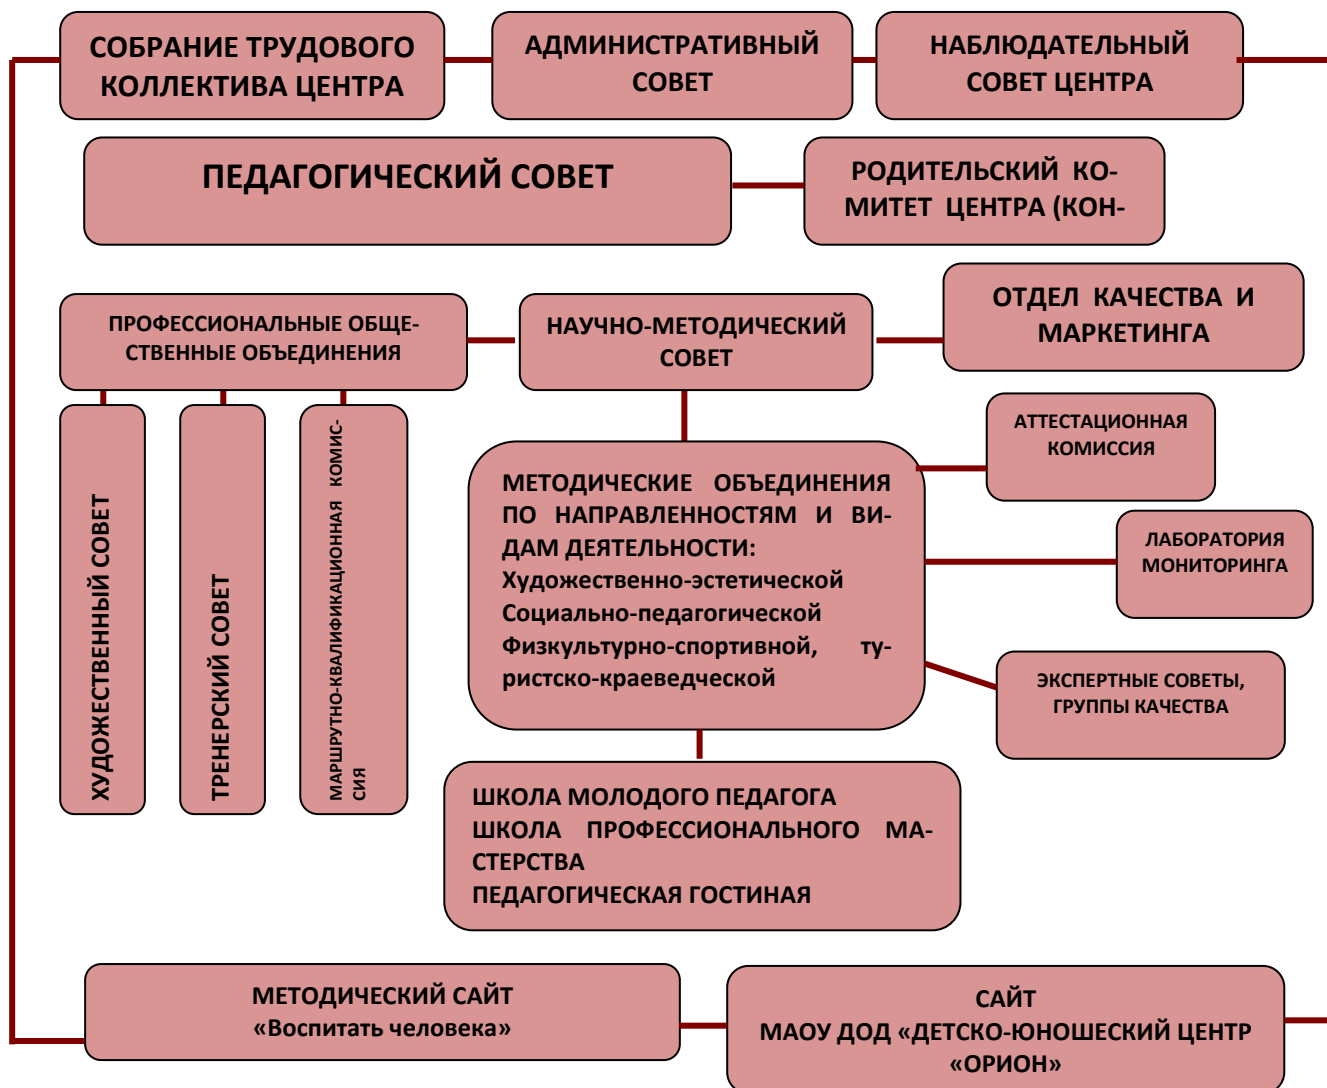 СОБРАНИЕ ТРУДОВОГО
КОЛЛЕКТИВА ЦЕНТРА
АДМИНИСТРАТИВНЫЙ
СОВЕТ
НАБЛЮДАТЕЛЬНЫЙ
СОВЕТ ЦЕНТРА
ПЕДАГОГИЧЕСКИЙ СОВЕТ
РОДИТЕЛЬСКИЙ КО-
МИТЕТ ЦЕНТРА (КОН-
ПРОФЕССИОНАЛЬНЫЕ ОБЩЕ-
СТВЕННЫЕ ОБЪЕДИНЕНИЯ
НАУЧНО-МЕТОДИЧЕСКИЙ
СОВЕТ
ОТДЕЛ КАЧЕСТВА И
МАРКЕТИНГА
ХУДОЖЕСТВЕННЫЙ СОВЕТ
ТРЕНЕРСКИЙ СОВЕТ
МАРШРУТНО-КВАЛИФИКАЦИОННАЯ КОМИС-
СИЯ
МЕТОДИЧЕСКИЕ ОБЪЕДИНЕНИЯ
ПО НАПРАВЛЕННОСТЯМ И ВИ-
ДАМ ДЕЯТЕЛЬНОСТИ:
Художественно-эстетической
Социально-педагогической
Физкультурно-спортивной, ту-
ристско-краеведческой
АТТЕСТАЦИОННАЯ
КОМИССИЯ
ЛАБОРАТОРИЯ
МОНИТОРИНГА
ЭКСПЕРТНЫЕ СОВЕТЫ,
ГРУППЫ КАЧЕСТВА
ШКОЛА МОЛОДОГО ПЕДАГОГА
ШКОЛА ПРОФЕССИОНАЛЬНОГО МА-
СТЕРСТВА
ПЕДАГОГИЧЕСКАЯ ГОСТИНАЯ
МЕТОДИЧЕСКИЙ САЙТ
«Воспитать человека»
САЙТ
МАОУ ДОД «ДЕТСКО-ЮНОШЕСКИЙ ЦЕНТР
«ОРИОН»